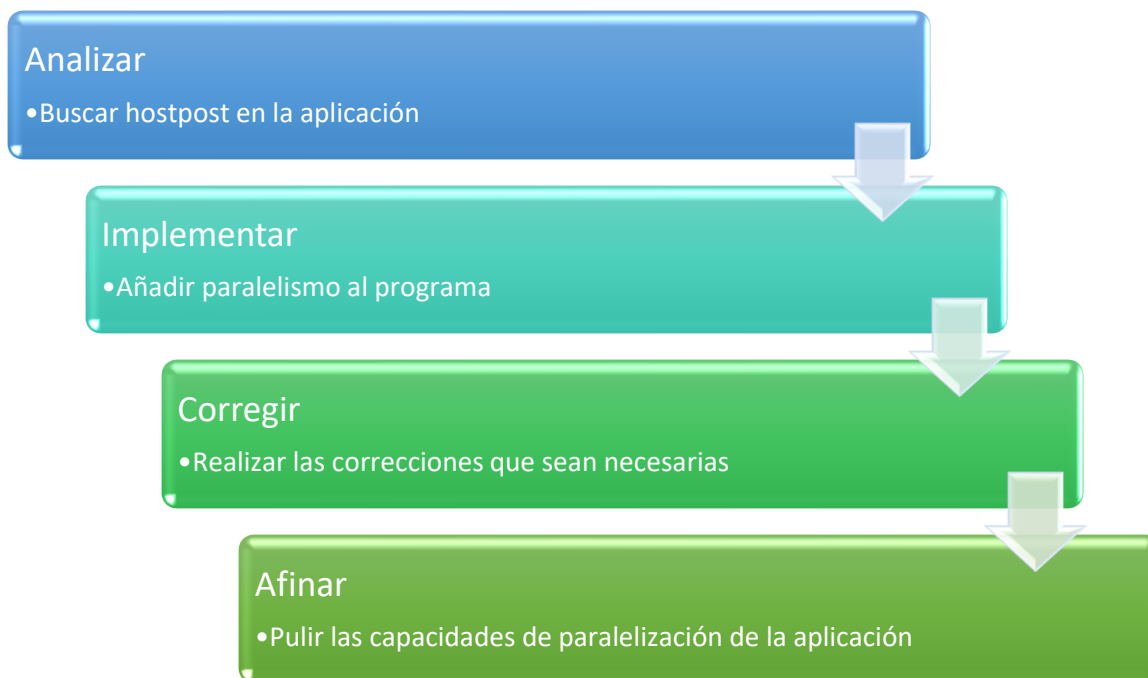 Analizar
•Buscar hostpost en la aplicación
Implementar
•Añadir paralelismo al programa
Corregir
•Realizar las correcciones que sean necesarias
Afinar
•Pulir las capacidades de paralelización de la aplicación